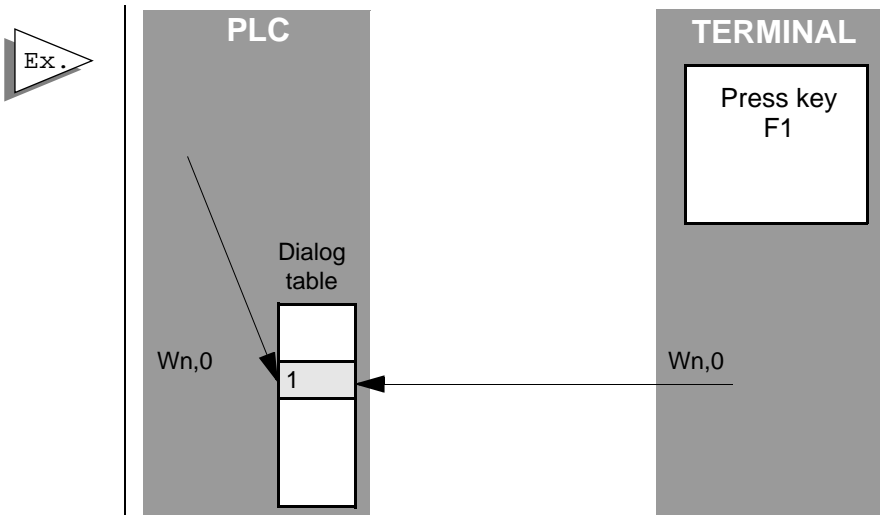 Ex.
PLC
TERMINAL
Press key
F1
Dialog
table
Wn,0
1
Wn,0